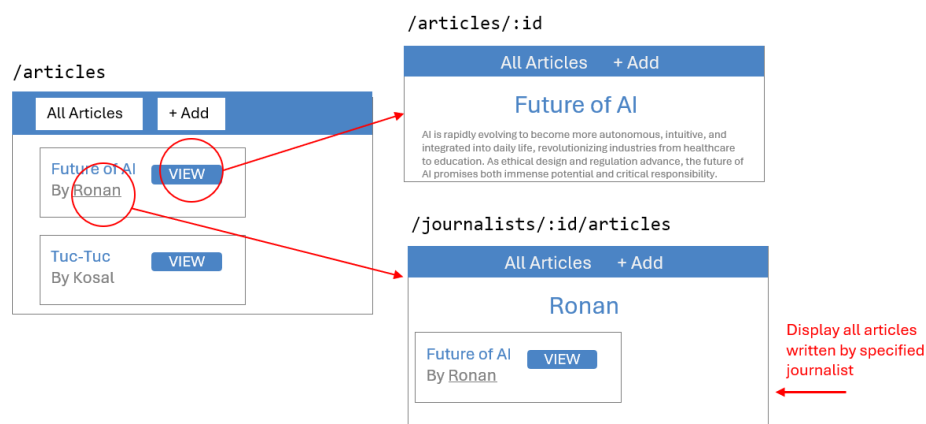 /articles
All Articles + Add
Future of AI VIEW
By Ronan
Tuc-Tuc VIEW
By Kosal
/articles/:id
All Articles + Add
Future of AI
AI is rapidly evolving to become more autonomous, intuitive, and
integrated into daily life, revolutionizing industries from healthcare
to education. As ethical design and regulation advance, the future of
AI promises both immense potential and critical responsibility.
/journalists/:id/articles
All Articles + Add
Ronan
Future of AI VIEW
By Ronan
Display all articles
written by specified
journalist